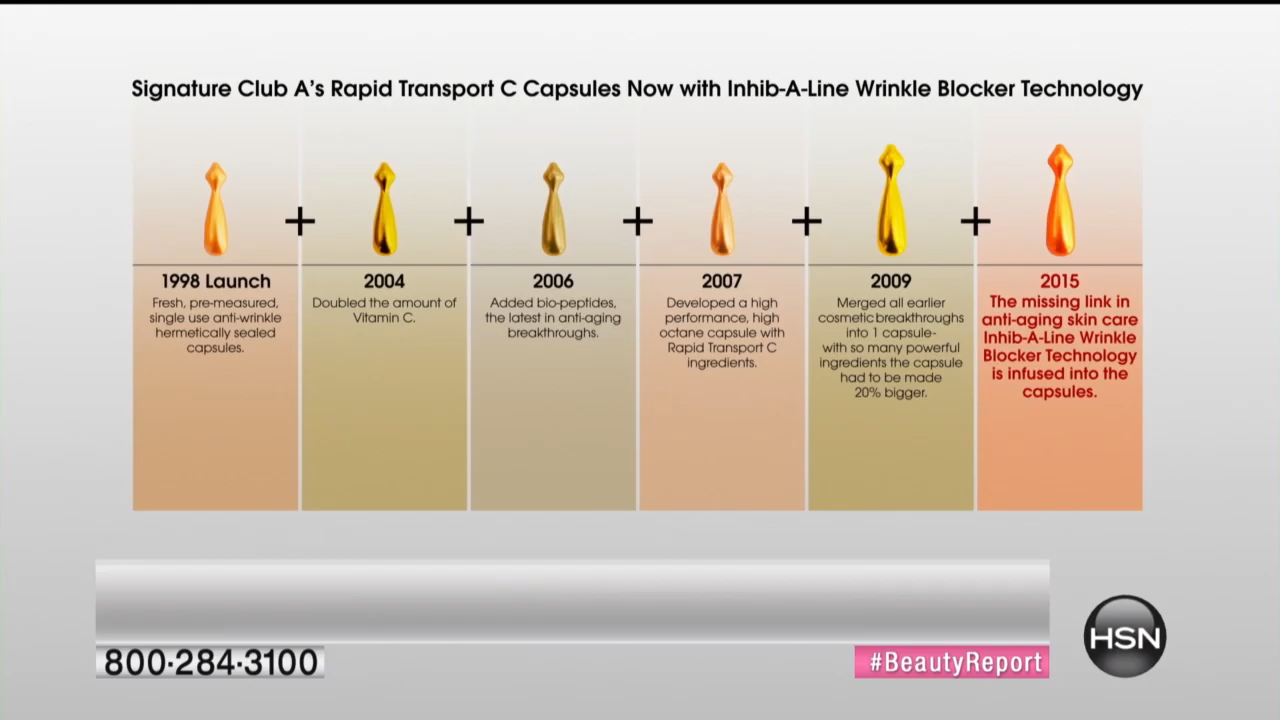 Signature Club A's Rapid Transport C Capsules Now with Inhib-A-Line Wrinkle Blocker Technology
+ + + + +
1998 Launch
Fresh, pre-measured,
single use anti-wrinkle
hermetically sealed
capsules.
2004
Doubled the amount of
Vitamin C.
2006
Added bio-peptides,
the latest in anti-aging
breakthroughs.
2007
Developed a high
performance, high
octane capsule with
Rapid Transport C
ingredients.
2009
Merged all earlier
cosmetic breakthroughs
into 1 capsule-
with so many powerful
ingredients the capsule
had to be made
20% bigger.
2015
The missing link in
anti-aging skin care
Inhib-A-Line Wrinkle
Blocker Technology
is infused into the
capsules.
800·284·3100
#BeautyReport
HSN